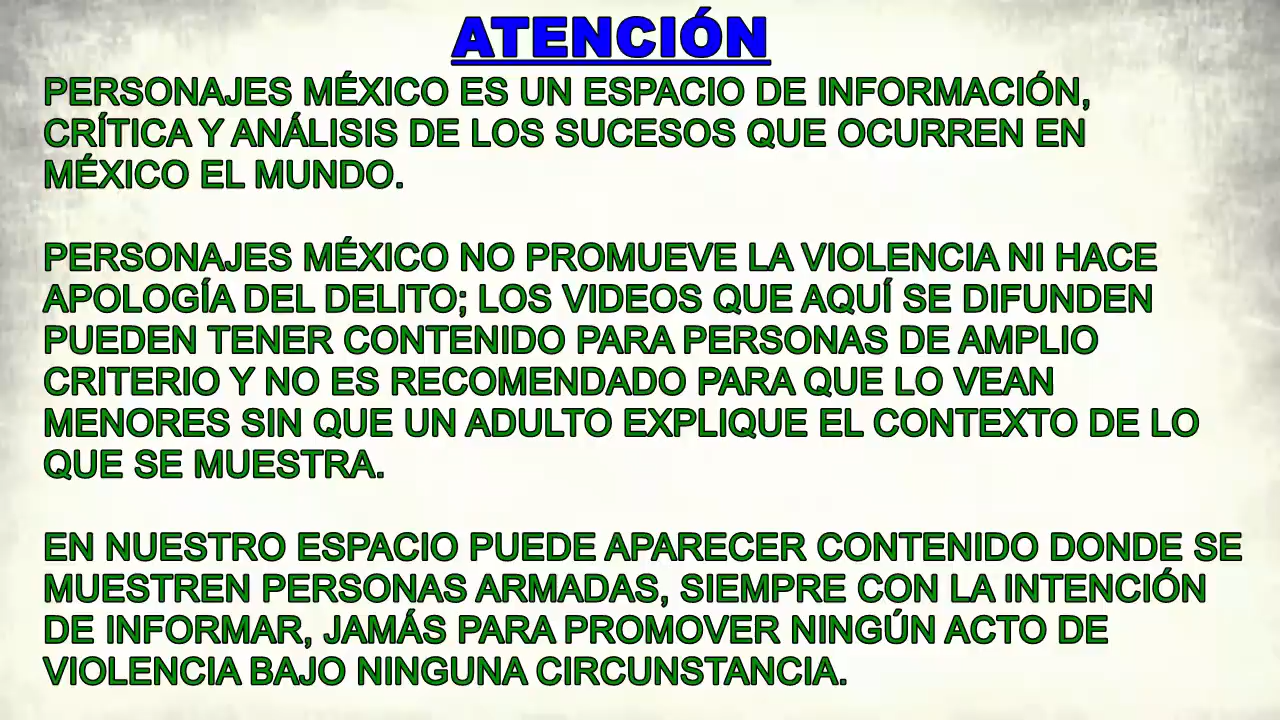 ATENCIÓN
PERSONAJES MÉXICO ES UN ESPACIO DE INFORMACIÓN,
CRÍTICA Y ANÁLISIS DE LOS SUCESOS QUE OCURREN EN
MÉXICO EL MUNDO.
PERSONAJES MÉXICO NO PROMUEVE LA VIOLENCIA NI HACE
APOLOGÍA DEL DELITO; LOS VIDEOS QUE AQUÍ SE DIFUNDEN
PUEDEN TENER CONTENIDO PARA PERSONAS DE AMPLIO
CRITERIO Y NO ES RECOMENDADO PARA QUE LO VEAN
MENORES SIN QUE UN ADULTO EXPLIQUE EL CONTEXTO DE LO
QUE SE MUESTRA.
EN NUESTRO ESPACIO PUEDE APARECER CONTENIDO DONDE SE
MUESTREN PERSONAS ARMADAS, SIEMPRE CON LA INTENCIÓN
DE INFORMAR, JAMÁS PARA PROMOVER NINGÚN ACTO DE
VIOLENCIA BAJO NINGUNA CIRCUNSTANCIA.